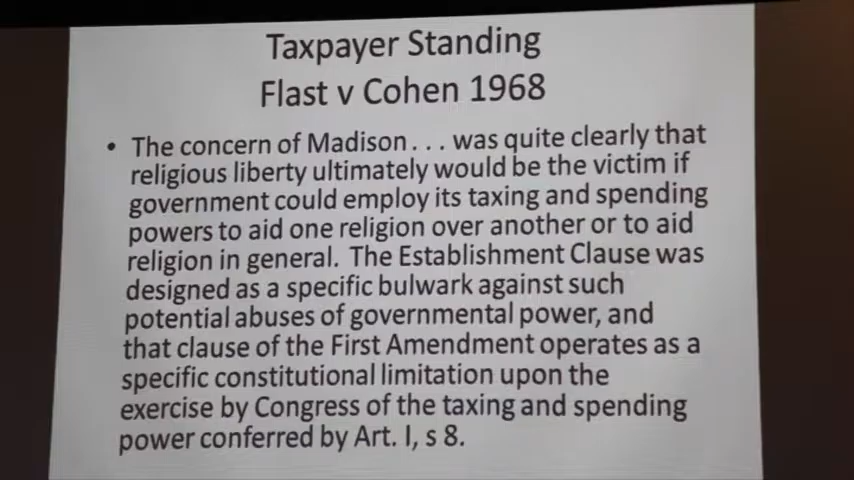 Taxpayer Standing
Flast v Cohen 1968
• The concern of Madison . . . was quite clearly that
religious liberty ultimately would be the victim if
government could employ its taxing and spending
powers to aid one religion over another or to aid
religion in general.  The Establishment Clause was
designed as a specific bulwark against such
potential abuses of governmental power, and
that clause of the First Amendment operates as a
specific constitutional limitation upon the
exercise by Congress of the taxing and spending
power conferred by Art. I, s 8.